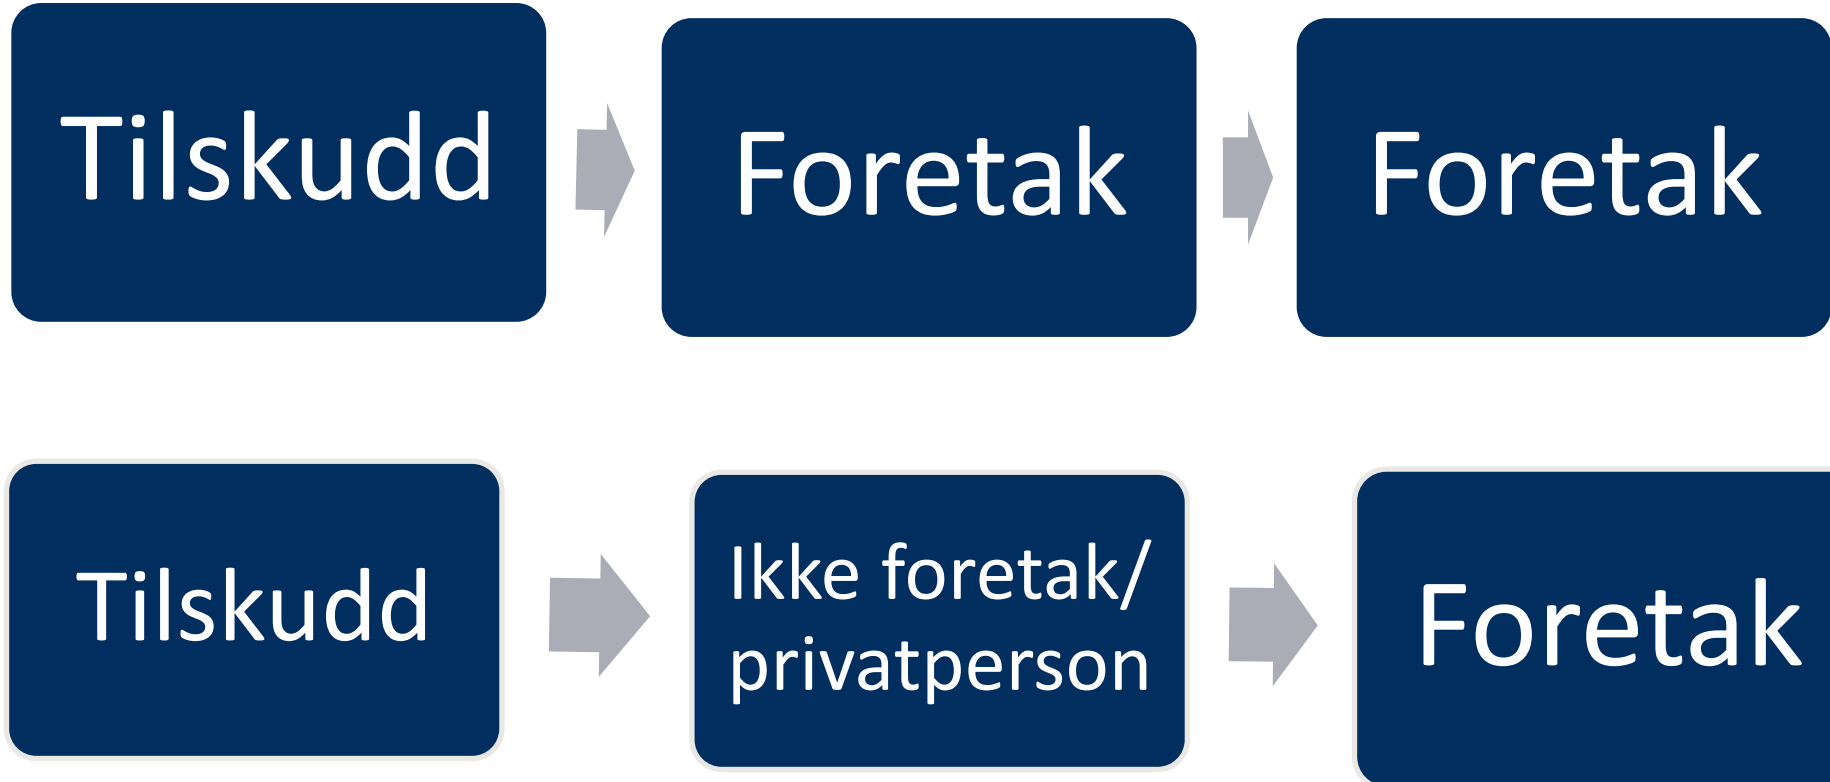 Tilskudd
Foretak
Foretak
Tilskudd
Ikke foretak/
privatperson
Foretak